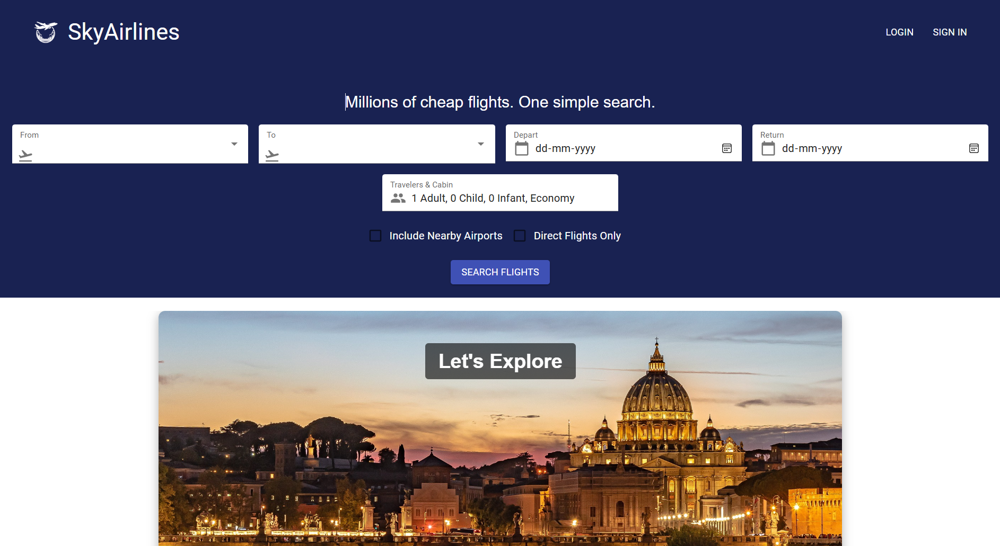 SkyAirlines
LOGIN SIGN IN
Millions of cheap flights. One simple search.
From To Depart Return
dd-mm-yyyy dd-mm-yyyy
Travelers & Cabin
1 Adult, 0 Child, 0 Infant, Economy
Include Nearby Airports Direct Flights Only
SEARCH FLIGHTS
Let's Explore